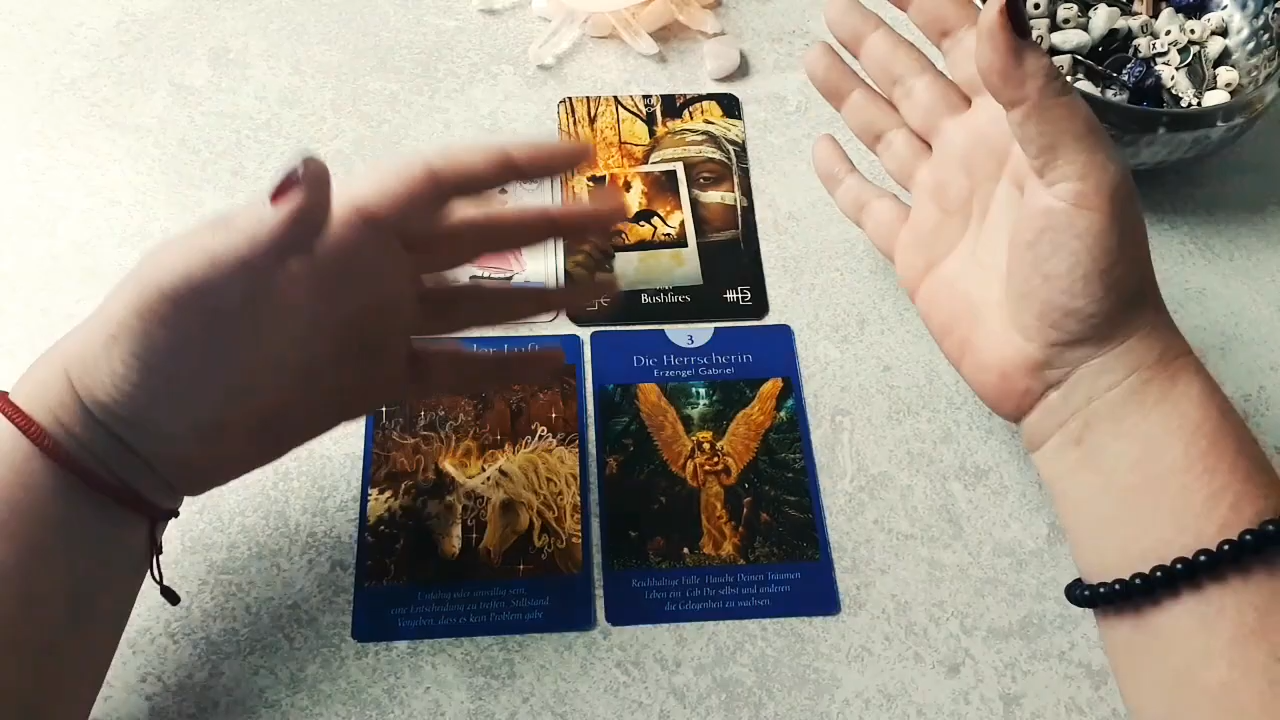 10
Bushfires
der Luft
3
Die Herrscherin
Erzengel Gabriel
Unfähig oder unwillig sein,
eine Entscheidung zu treffen. Stillstand.
Vorgeben, dass es kein Problem gäbe
Reichhaltige Fülle. Hauche Deinen Träumen
Leben ein. Gib Dir selbst und anderen
die Gelegenheit zu wachsen.